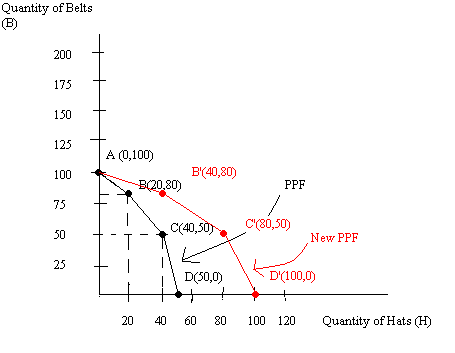 Quantity of Belts
(B)
200
175
150
125
A (0,100)
100
B'(40,80)
B(20,80)
PPF
75
C(40,50)
C'(80,50)
50
New PPF
25
D(50,0)
D'(100,0)
20 40 60 80 100 120 Quantity of Hats (H)